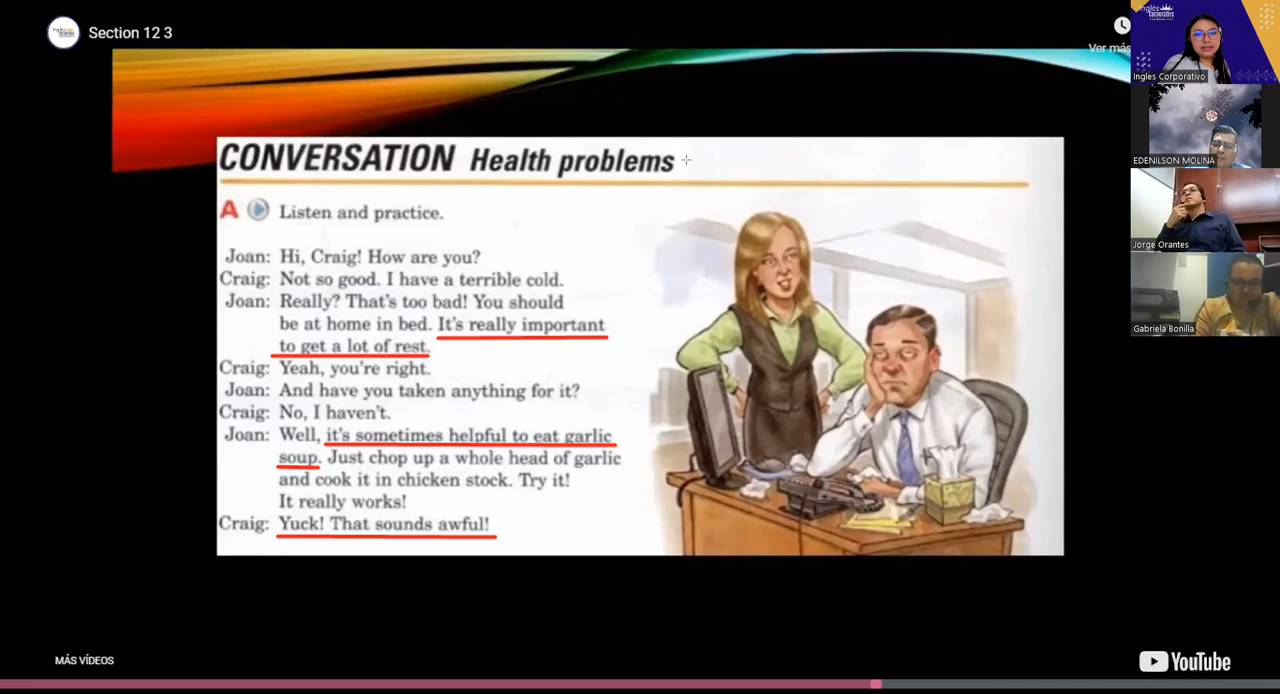 Section 12 3
Ver más
CONVERSATION Health problems
A Listen and practice.
Joan: Hi, Craig! How are you?
Craig: Not so good. I have a terrible cold.
Joan: Really? That's too bad! You should
be at home in bed. It's really important
to get a lot of rest.
Craig: Yeah, you're right.
Joan: And have you taken anything for it?
Craig: No, I haven't.
Joan: Well, it's sometimes helpful to eat garlic
soup. Just chop up a whole head of garlic
and cook it in chicken stock. Try it!
It really works!
Craig: Yuck! That sounds awful!
MÁS VÍDEOS
YouTube
Inglés
Corporativo
Ingles Corporativo
EDENILSON MOLINA
Jorge Orantes
Gabriela Bonilla